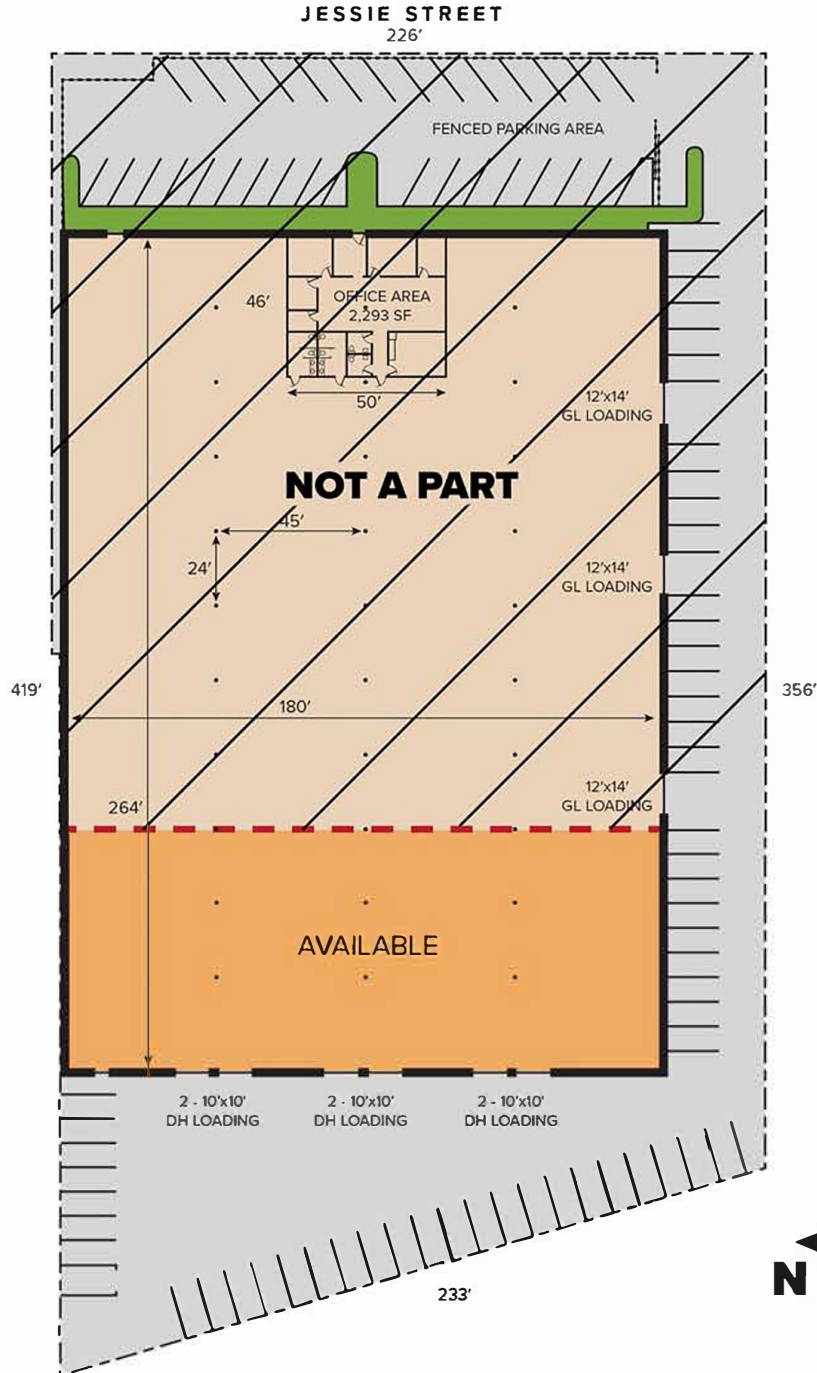 JESSIE STREET
226′
FENCED PARKING AREA
46′
OFFICE AREA
2,293 SF
50′
12′x14′
GL LOADING
NOT A PART
45′
24′
12′x14′
GL LOADING
419′
356′
180′
12′x14′
GL LOADING
264′
AVAILABLE
2 - 10′x10′
DH LOADING
2 - 10′x10′
DH LOADING
2 - 10′x10′
DH LOADING
233′
N